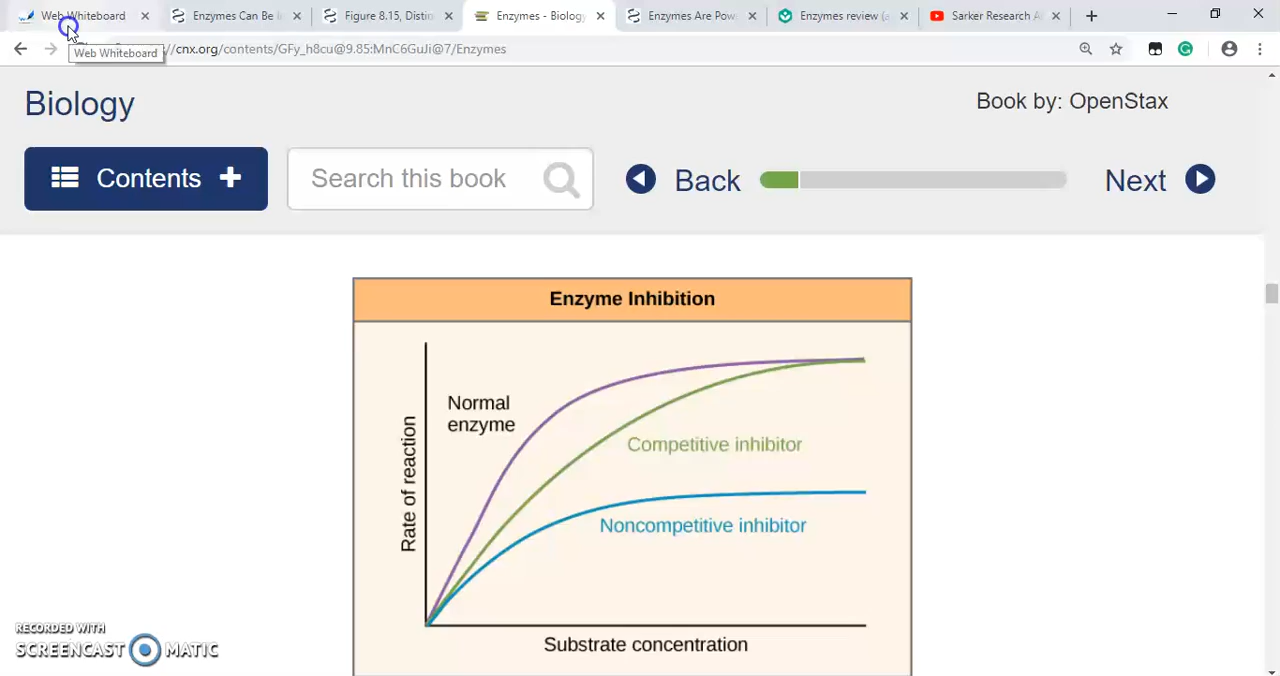 Web Whiteboard
Enzymes Can Be I
Figure 8.15, Distin
Enzymes - Biology
Enzymes Are Pow
Enzymes review (a
Sarker Research A
Web Whiteboard
//cnx.org/contents/GFy_h8cu@9.85:MnC6GuJi@7/Enzymes
Biology
Book by: OpenStax
Contents
Search this book
Back
Next
Enzyme Inhibition
Normal
enzyme
Competitive inhibitor
Noncompetitive inhibitor
Rate of reaction
Substrate concentration
RECORDED WITH
SCREENCAST MATIC